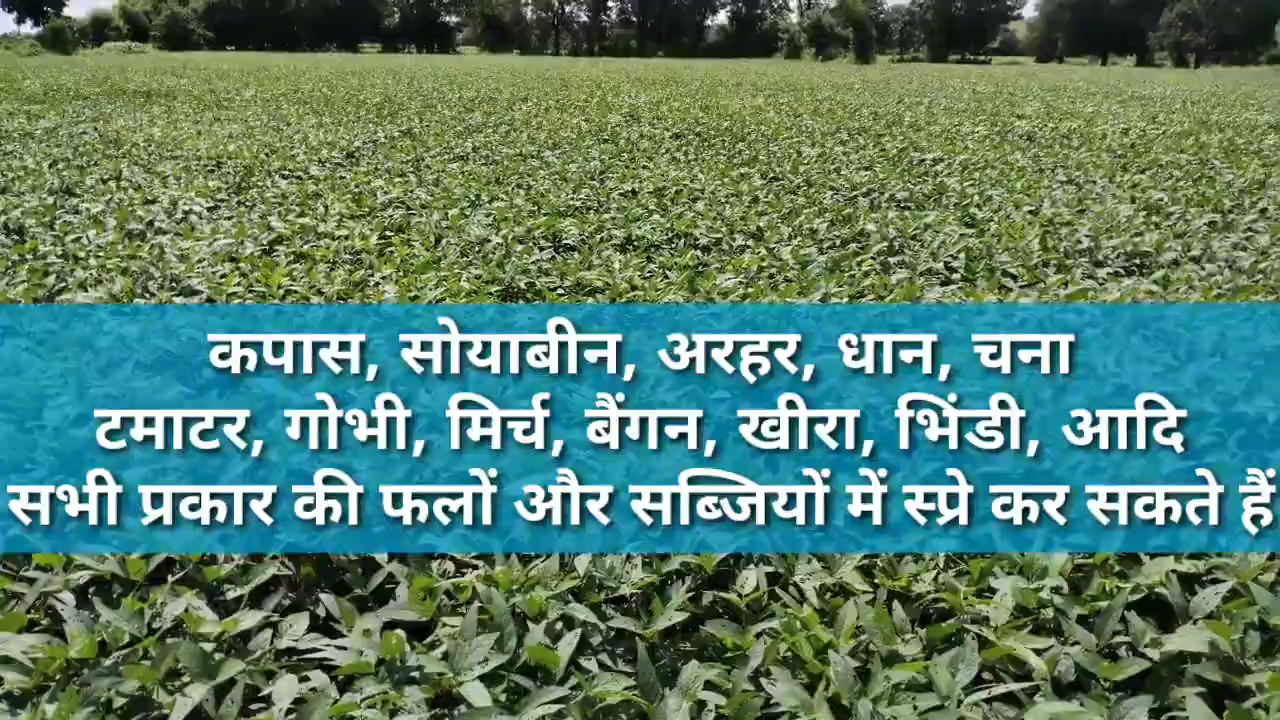 कपास, सोयाबीन, अरहर, धान, चना
टमाटर, गोभी, मिर्च, बैंगन, खीरा, भिंडी, आदि
सभी प्रकार की फलों और सब्जियों में स्प्रे कर सकते हैं